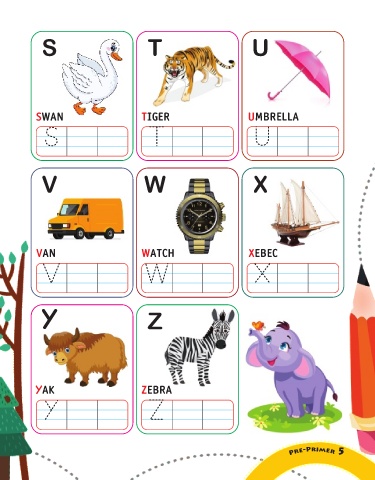 S T U
SWAN TIGER UMBRELLA
S T U
V W X
VAN WATCH XEBEC
V W X
Y Z
YAK ZEBRA
Y Z
PRE-PRIMER 5